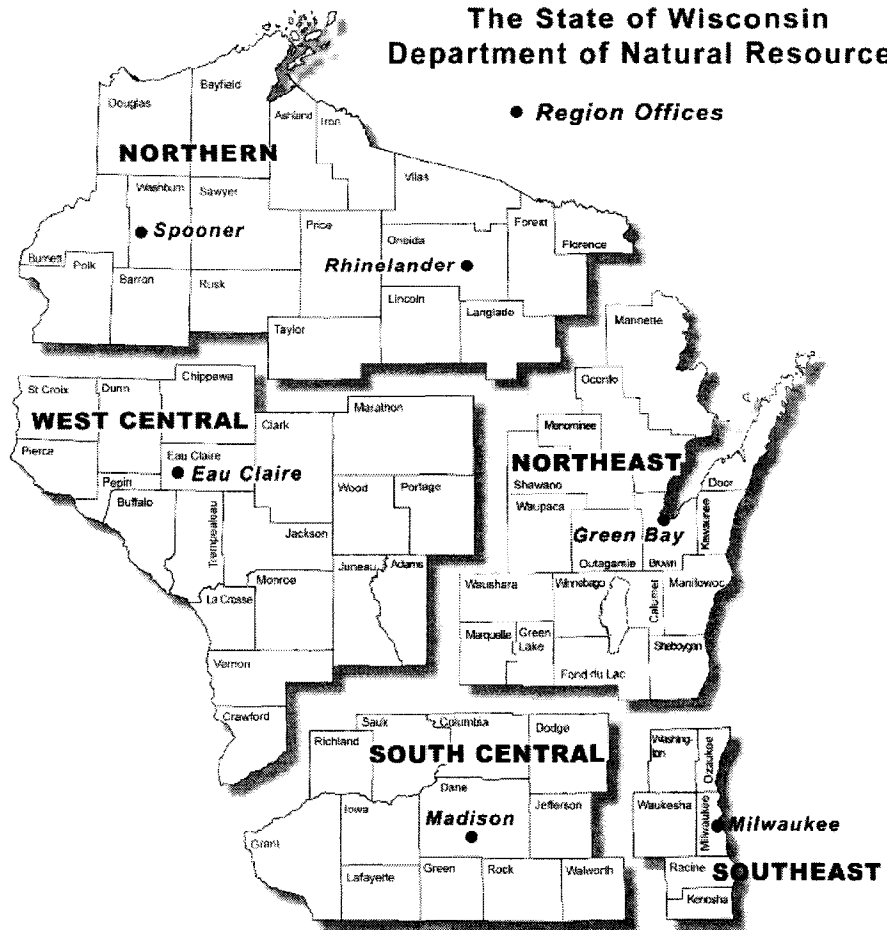 The State of Wisconsin
Department of Natural Resource
• Region Offices
Bayfield
Douglas
Ashland
Iron
NORTHERN
Vilas
Washburn
Sawyer
Price
Forest
Spooner
Oneida
Florence
Burnett
Polk
Rhinelander
Barron
Rusk
Lincoln
Langlade
Taylor
Marinette
Chippewa
Oconto
St Croix
Dunn
Marathon
WEST CENTRAL
Clark
Menominee
Pierce
Eau Claire
Eau Claire
NORTHEAST
Pepin
Wood
Portage
Shawano
Door
Buffalo
Waupaca
Trempealeau
Jackson
Green Bay
Kewaunee
Juneau
Adams
Outagamie
Brown
Monroe
Waushara
Winnebago
Calumet
Manitowoc
La Crosse
Marquette
Green
Lake
Sheboygan
Vernon
Fond du Lac
Crawford
Sauk
Columbia
Dodge
Richland
SOUTH CENTRAL
Washing-
ton
Ozaukee
Dane
Iowa
Jefferson
Waukesha
Milwaukee
Madison
Milwaukee
Grant
Racine
SOUTHEAST
Lafayette
Green
Rock
Walworth
Kenosha